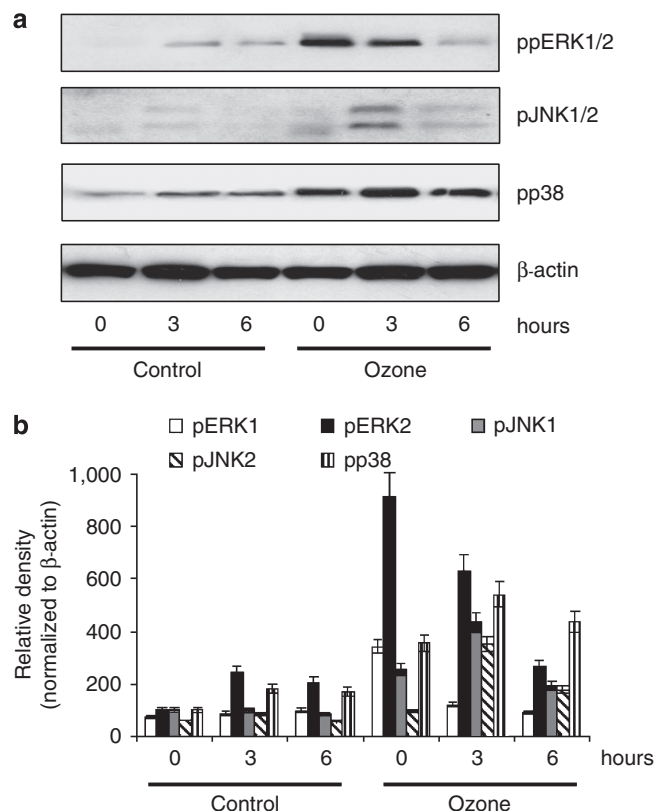 a
ppERK1/2
pJNK1/2
pp38
β-actin
0 3 6 0 3 6 hours
Control Ozone
b
pERK1 pERK2 pJNK1
pJNK2 pp38
Relative density
(normalized to β-actin)
1,000
800
600
400
200
0
0 3 6 0 3 6 hours
Control Ozone